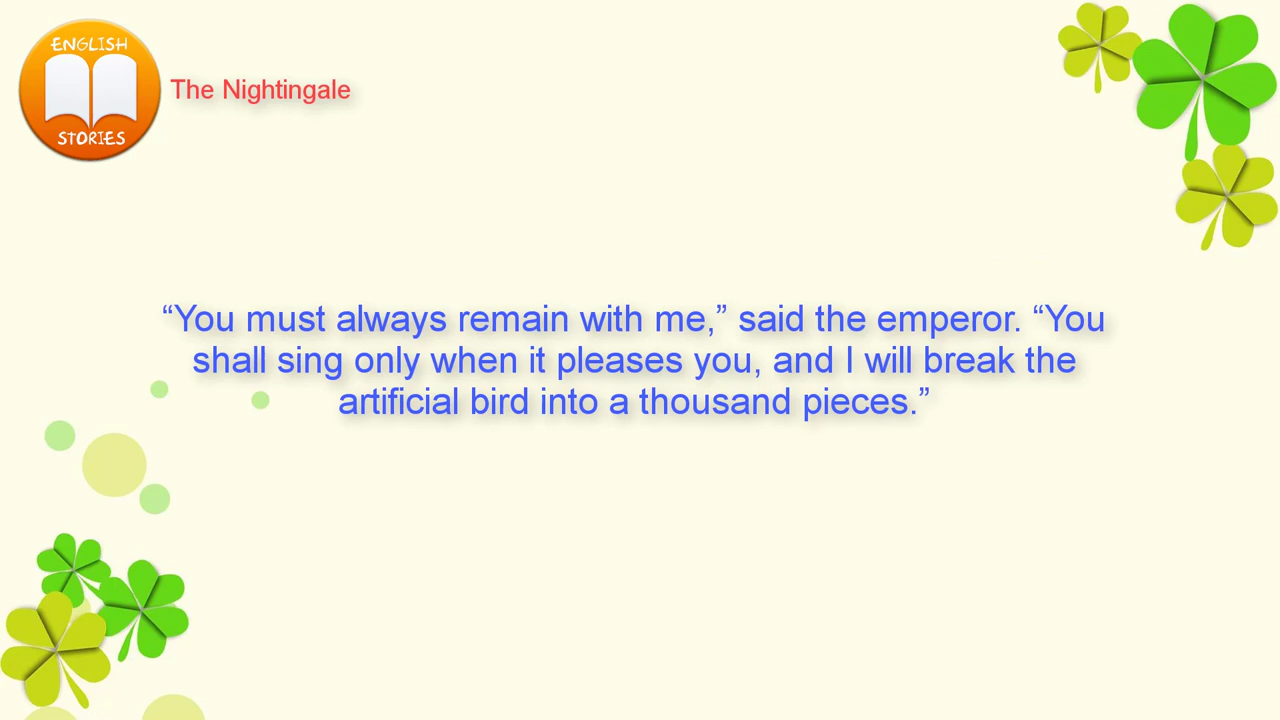 ENGLISH
STORIES
The Nightingale
“You must always remain with me,” said the emperor. “You
shall sing only when it pleases you, and I will break the
artificial bird into a thousand pieces.”